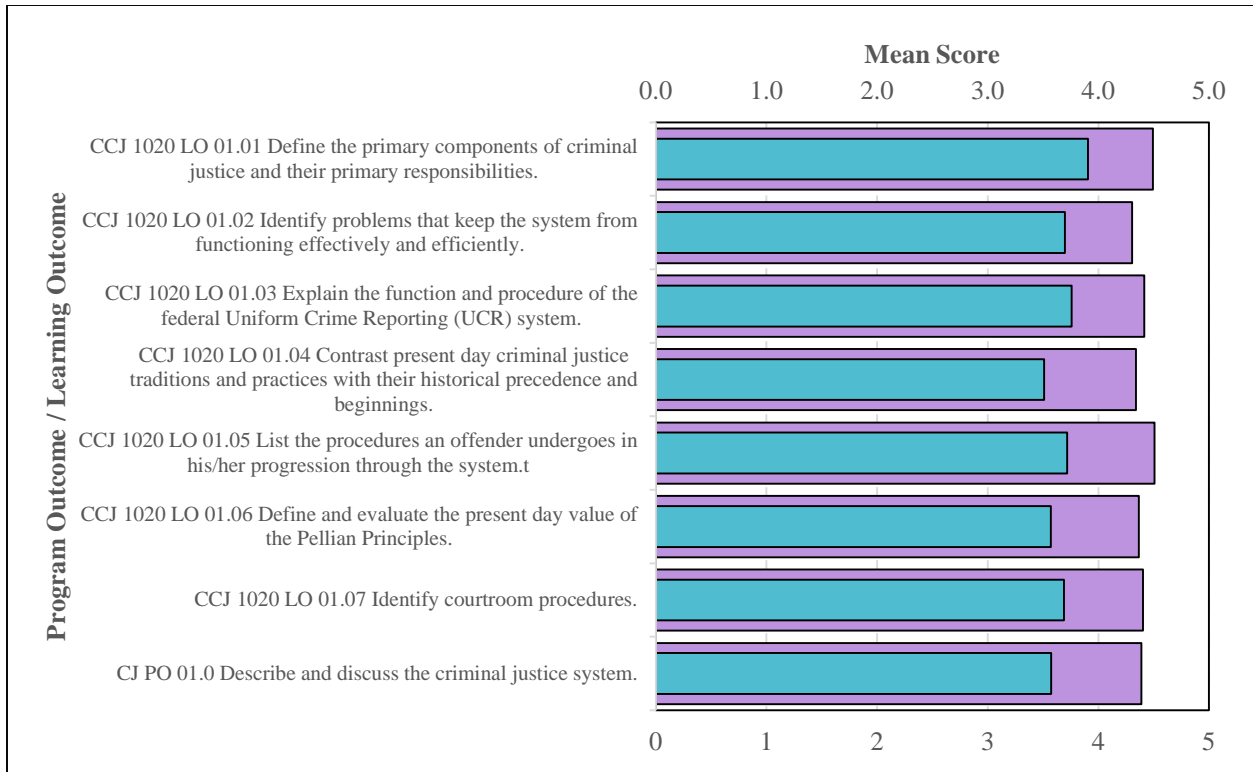 Mean Score
0.0 1.0 2.0 3.0 4.0 5.0
Program Outcome / Learning Outcome
CCJ 1020 LO 01.01 Define the primary components of criminal
justice and their primary responsibilities.
CCJ 1020 LO 01.02 Identify problems that keep the system from
functioning effectively and efficiently.
CCJ 1020 LO 01.03 Explain the function and procedure of the
federal Uniform Crime Reporting (UCR) system.
CCJ 1020 LO 01.04 Contrast present day criminal justice
traditions and practices with their historical precedence and
beginnings.
CCJ 1020 LO 01.05 List the procedures an offender undergoes in
his/her progression through the system.t
CCJ 1020 LO 01.06 Define and evaluate the present day value of
the Pellian Principles.
CCJ 1020 LO 01.07 Identify courtroom procedures.
CJ PO 01.0 Describe and discuss the criminal justice system.
0 1 2 3 4 5